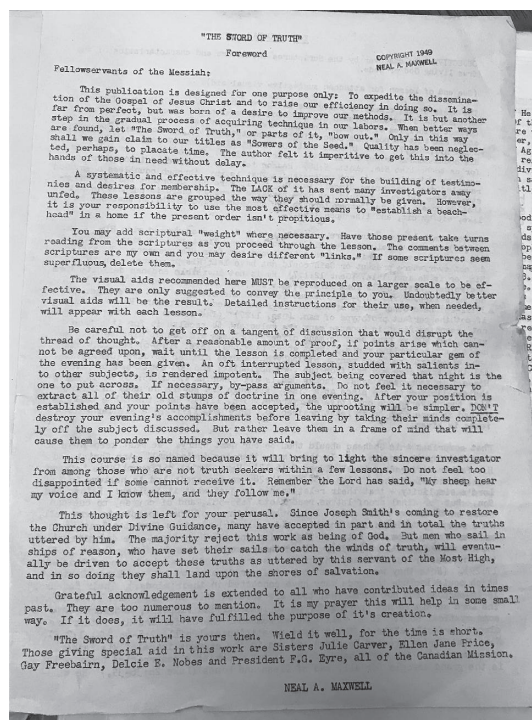 "THE SWORD OF TRUTH"
Foreword
COPYRIGHT 1949
NEAL A. MAXWELL
Fellowservants of the Messiah:
This publication is designed for one purpose only: To expedite the dissemina-
tion of the Gospel of Jesus Christ and to raise our efficiency in doing so. It is
far from perfect, but was born of a desire to improve our methods. It is but another
step in the gradual process of acquiring technique in our labors. When better ways
are found, let "The Sword of Truth," or parts of it, "bow out." Only in this way
shall we gain claim to our titles as "Sowers of the Seed." Quality has been neglec-
ted, perhaps, to placate time. The author felt it imperitive to get this into the
hands of those in need without delay.
A systematic and effective technique is necessary for the building of testimo-
nies and desires for membership. The LACK of it has sent many investigators away
unfed. These lessons are grouped the way they should normally be given. However,
it is your responsibility to use the most effective means to "establish a beach-
head" in a home if the present order isn't propitious.
You may add scriptural "weight" where necessary. Have those present take turns
reading from the scriptures as you proceed through the lesson. The comments between
scriptures are my own and you may desire different "links." If some scriptures seem
superfluous, delete them.
The visual aids recommended here MUST be reproduced on a larger scale to be ef-
fective. They are only suggested to convey the principle to you. Undoubtedly better
visual aids will be the result. Detailed instructions for their use, when needed,
will appear with each lesson.
Be careful not to get off on a tangent of discussion that would disrupt the
thread of thought. After a reasonable amount of proof, if points arise which can-
not be agreed upon, wait until the lesson is completed and your particular gem of
the evening has been given. An oft interrupted lesson, studded with salients in-
to other subjects, is rendered impotent. The subject being covered that night is the
one to put across. If necessary, by-pass arguments. Do not feel it necessary to
extract all of their old stumps of doctrine in one evening. After your position is
established and your points have been accepted, the uprooting will be simpler. DON'T
destroy your evening's accomplishments before leaving by taking their minds complete-
ly off the subject discussed. But rather leave them in a frame of mind that will
cause them to ponder the things you have said.
This course is so named because it will bring to light the sincere investigator
from among those who are not truth seekers within a few lessons. Do not feel too
disappointed if some cannot receive it. Remember the Lord has said, "My sheep hear
my voice and I know them, and they follow me."
This thought is left for your perusal. Since Joseph Smith's coming to restore
the Church under Divine Guidance, many have accepted in part and in total the truths
uttered by him. The majority reject this work as being of God. But men who sail in
ships of reason, who have set their sails to catch the winds of truth, will eventu-
ally be driven to accept these truths as uttered by this servant of the Most High,
and in so doing they shall land upon the shores of salvation.
Grateful acknowledgement is extended to all who have contributed ideas in times
past. They are too numerous to mention. It is my prayer this will help in some small
way. If it does, it will have fulfilled the purpose of it's creation.
"The Sword of Truth" is yours then. Wield it well, for the time is short.
Those giving special aid in this work are Sisters Julie Carver, Ellen Jane Price,
Gay Freebairn, Delcie E. Nobes and President F.G. Eyre, all of the Canadian Mission.
NEAL A. MAXWELL